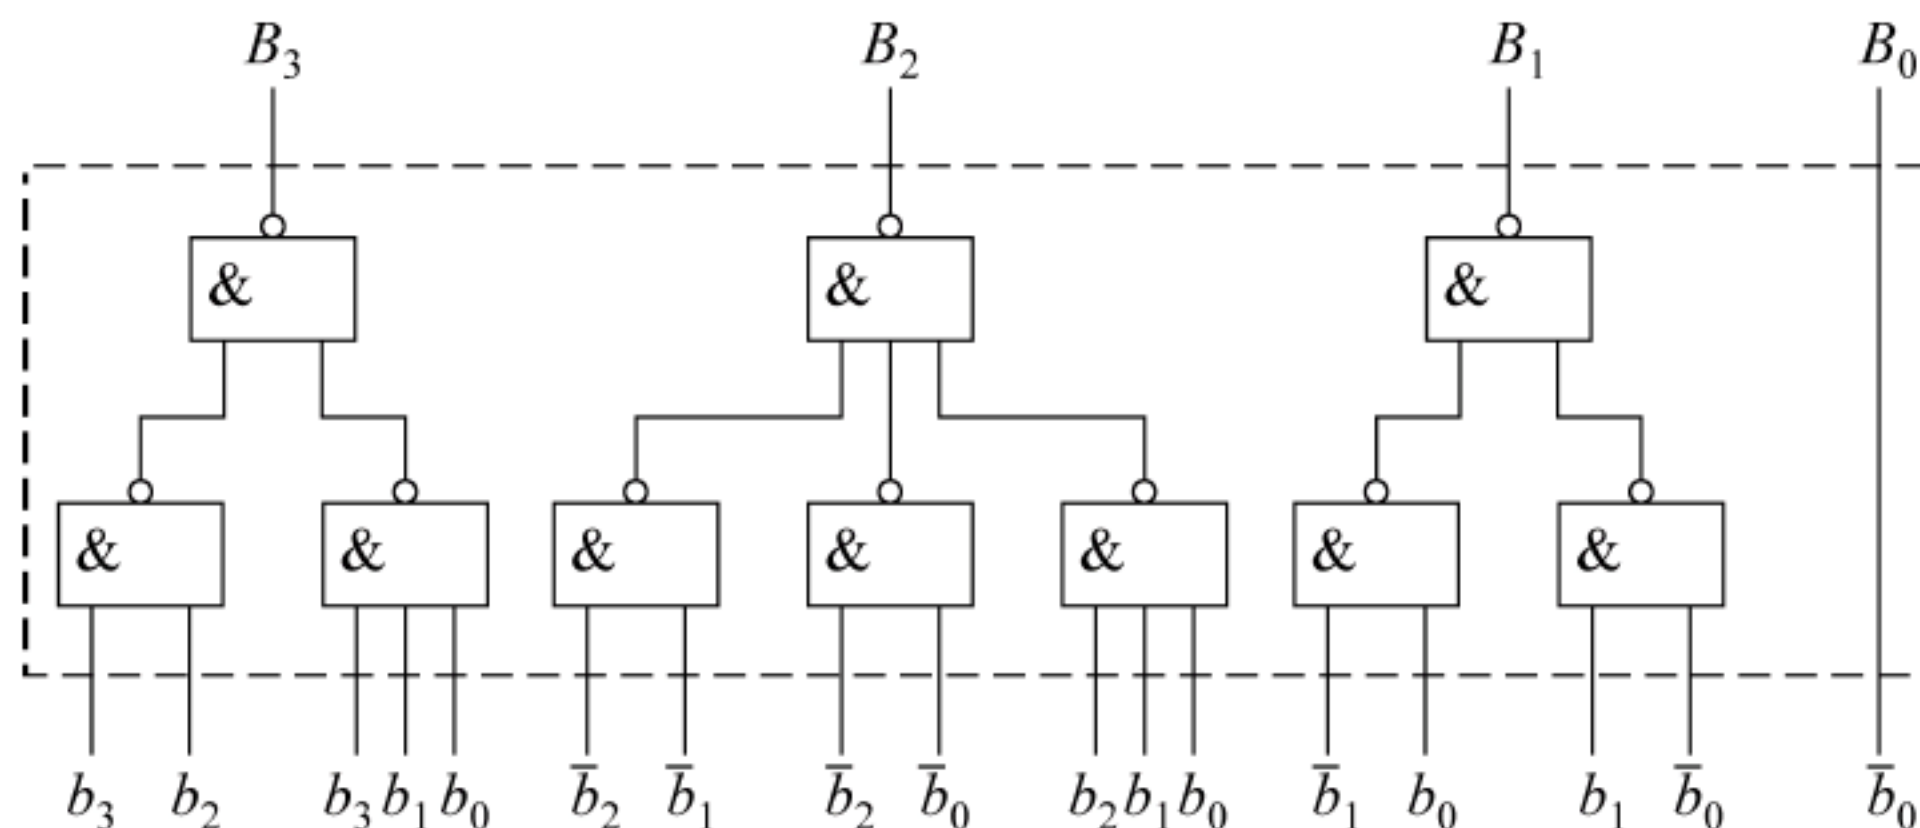 B₃ B₂ B₁ B₀
& & &
& & & & & & &
b₃ b₂ b₃ b₁ b₀ b̅₂ b̅₁ b̅₂ b̅₀ b₂ b₁ b₀ b̅₁ b₀ b₁ b̅₀ b̅₀